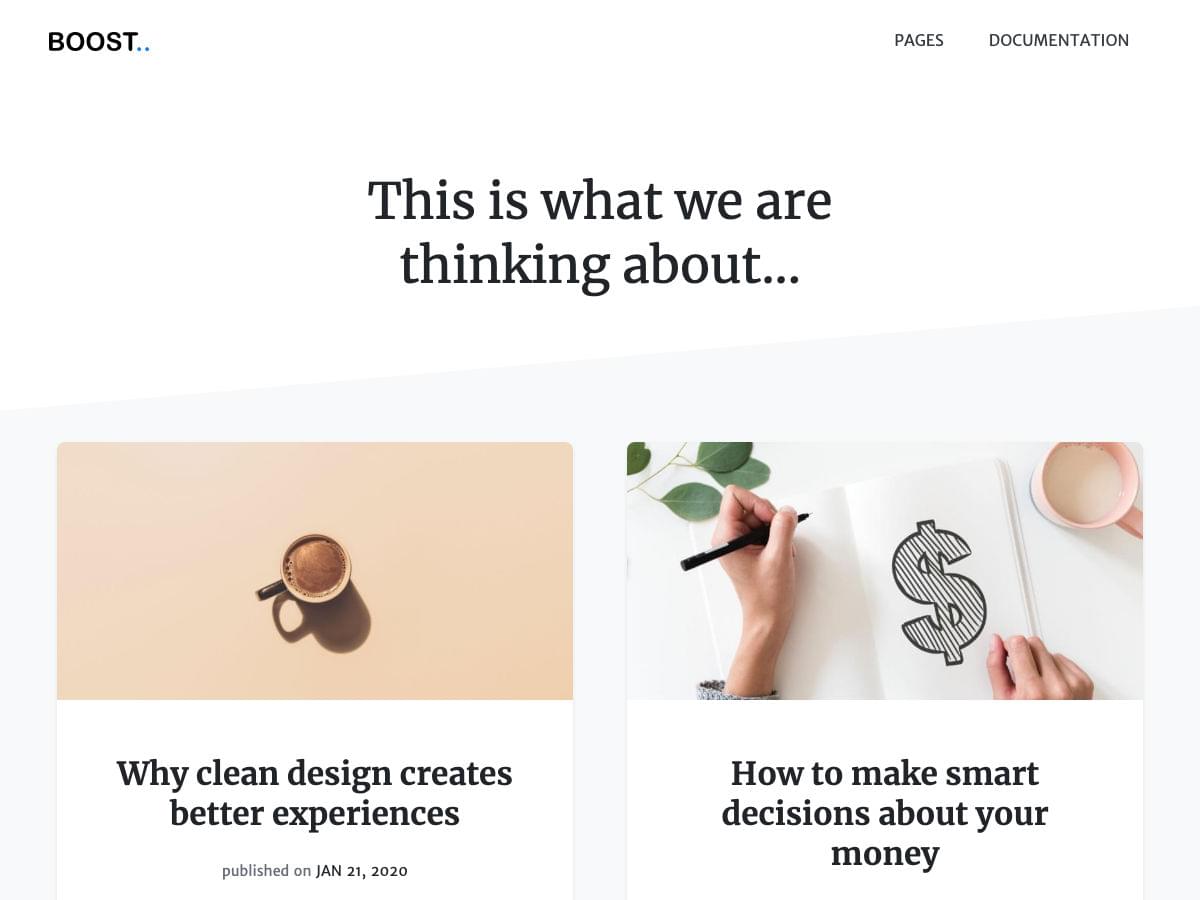 BOOST..
PAGES
DOCUMENTATION
This is what we are
thinking about...
Why clean design creates
better experiences
published on JAN 21, 2020
How to make smart
decisions about your
money